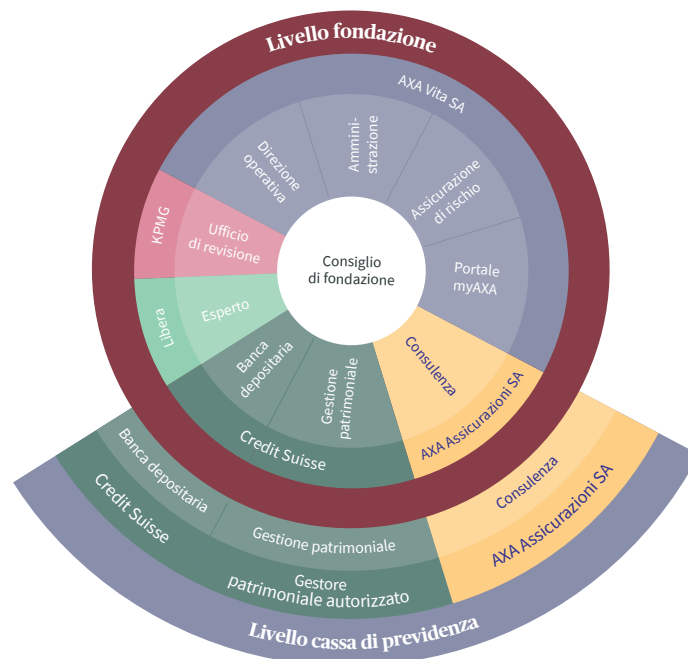 Livello fondazione
AXA Vita SA
Direzione
operativa
Ammini-
strazione
Assicurazione
di rischio
Portale
myAXA
KPMG
Ufficio
di revisione
Consiglio
di fondazione
Libera
Esperto
Banca
depositaria
Gestione
patrimoniale
Consulenza
Credit Suisse
AXA Assicurazioni SA
Banca depositaria
Gestione patrimoniale
Consulenza
Credit Suisse
Gestore
patrimoniale autorizzato
AXA Assicurazioni SA
Livello cassa di previdenza